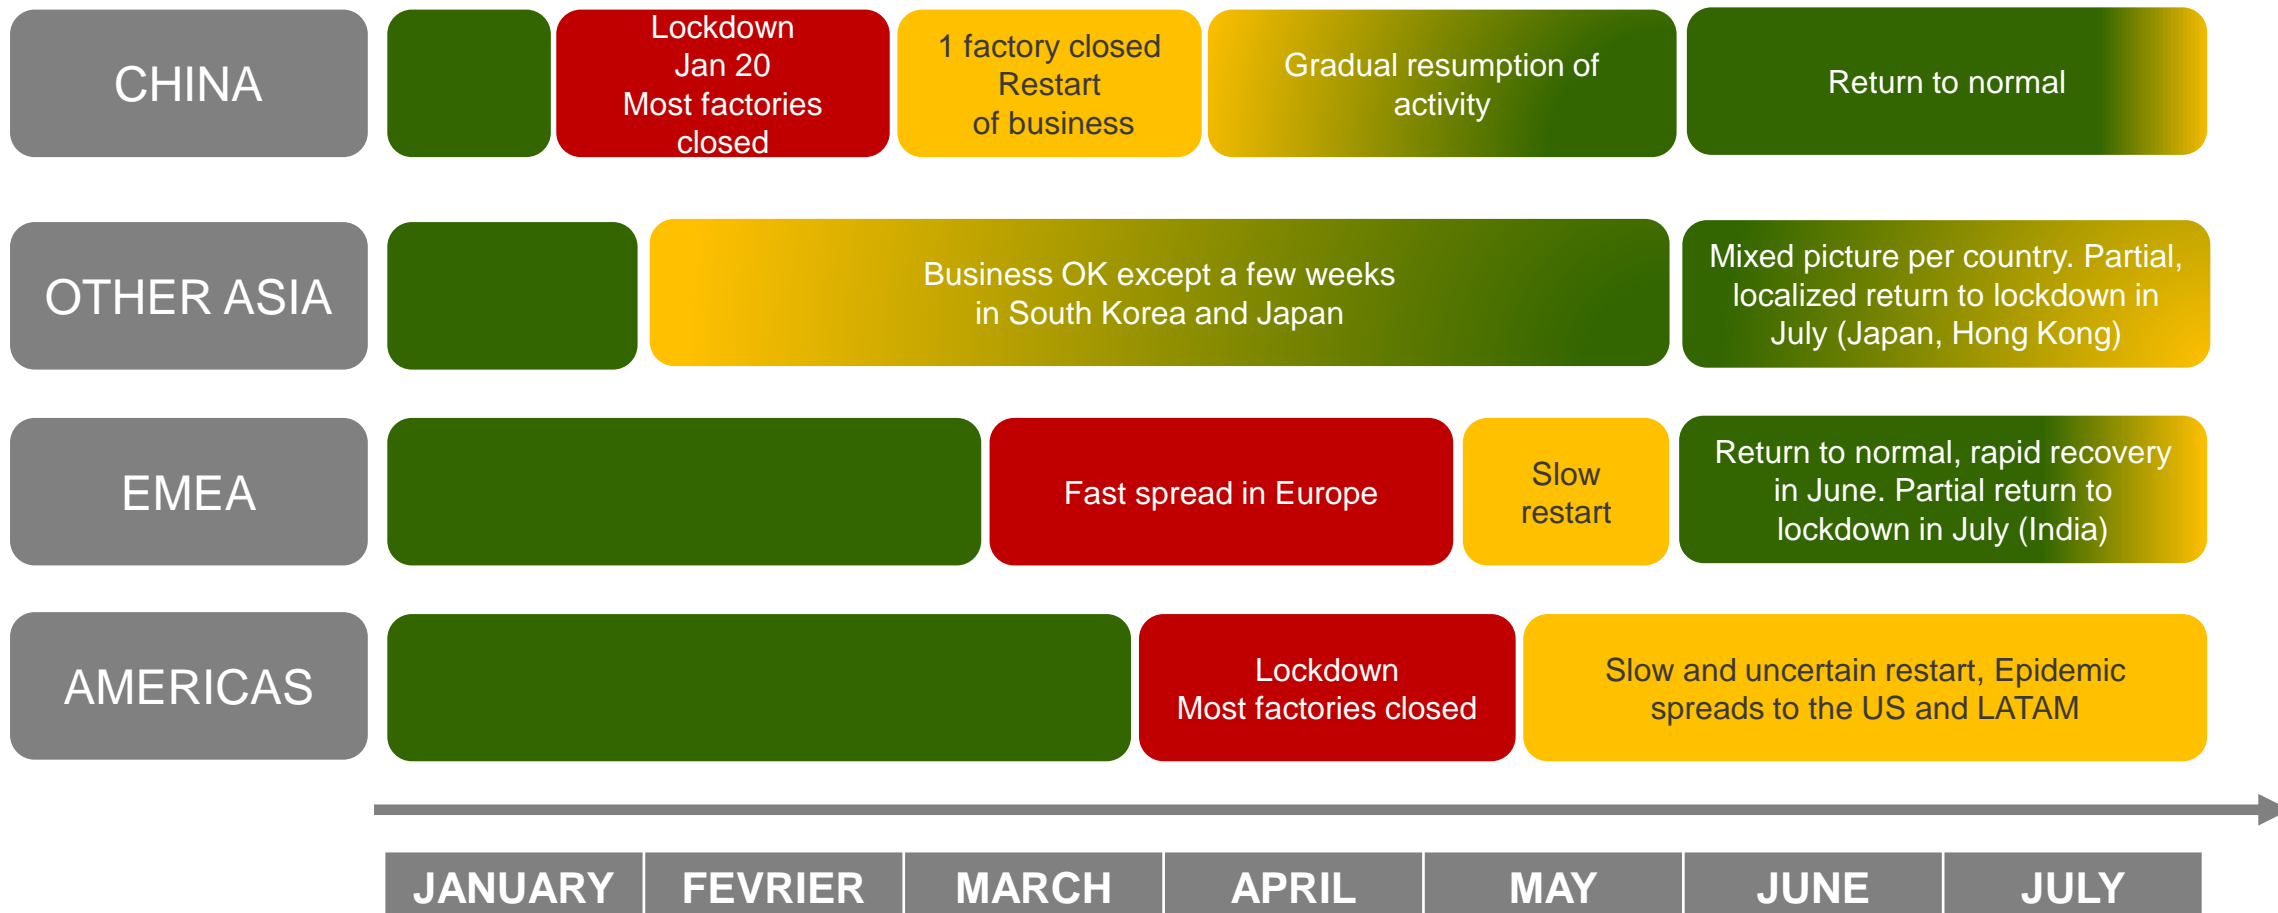 CHINA
Lockdown
Jan 20
Most factories
closed
1 factory closed
Restart
of business
Gradual resumption of
activity
Return to normal
OTHER ASIA
Business OK except a few weeks
in South Korea and Japan
Mixed picture per country. Partial,
localized return to lockdown in
July (Japan, Hong Kong)
EMEA
Fast spread in Europe
Slow
restart
Return to normal, rapid recovery
in June. Partial return to
lockdown in July (India)
AMERICAS
Lockdown
Most factories closed
Slow and uncertain restart, Epidemic
spreads to the US and LATAM
JANUARY
FEVRIER
MARCH
APRIL
MAY
JUNE
JULY